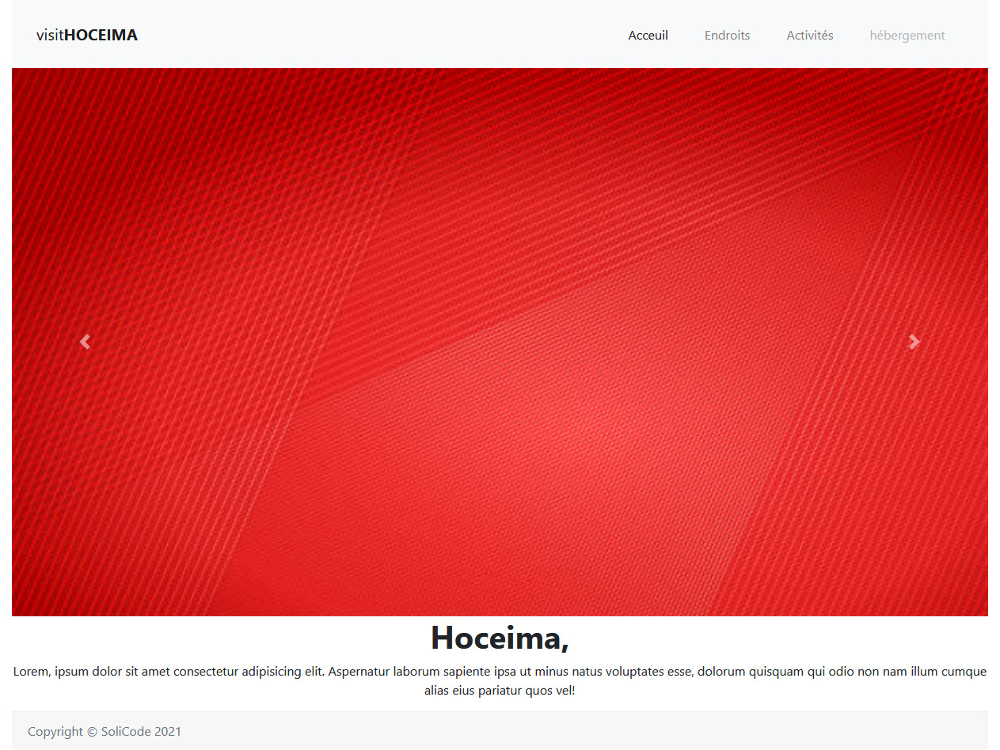 visitHOCEIMA
Acceuil Endroits Activités hébergement
Hoceima,
Lorem, ipsum dolor sit amet consectetur adipisicing elit. Aspernatur laborum sapiente ipsa ut minus natus voluptates esse, dolorum quisquam qui odio non nam illum cumque
alias eius pariatur quos vel!
Copyright © SoliCode 2021